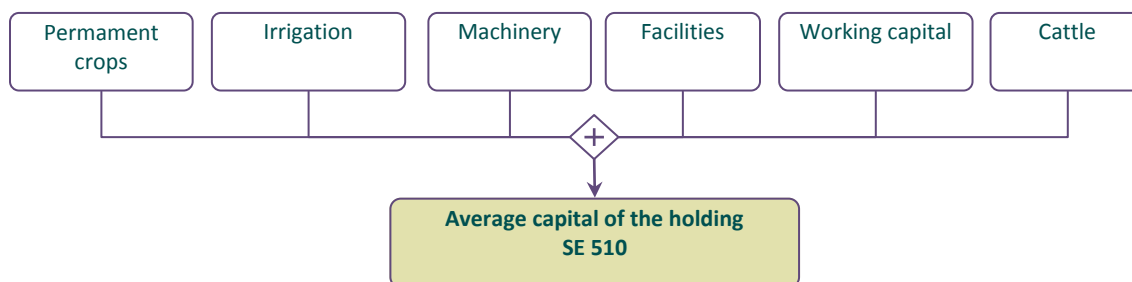 Permament
crops
Irrigation
Machinery
Facilities
Working capital
Cattle
+
Average capital of the holding
SE 510